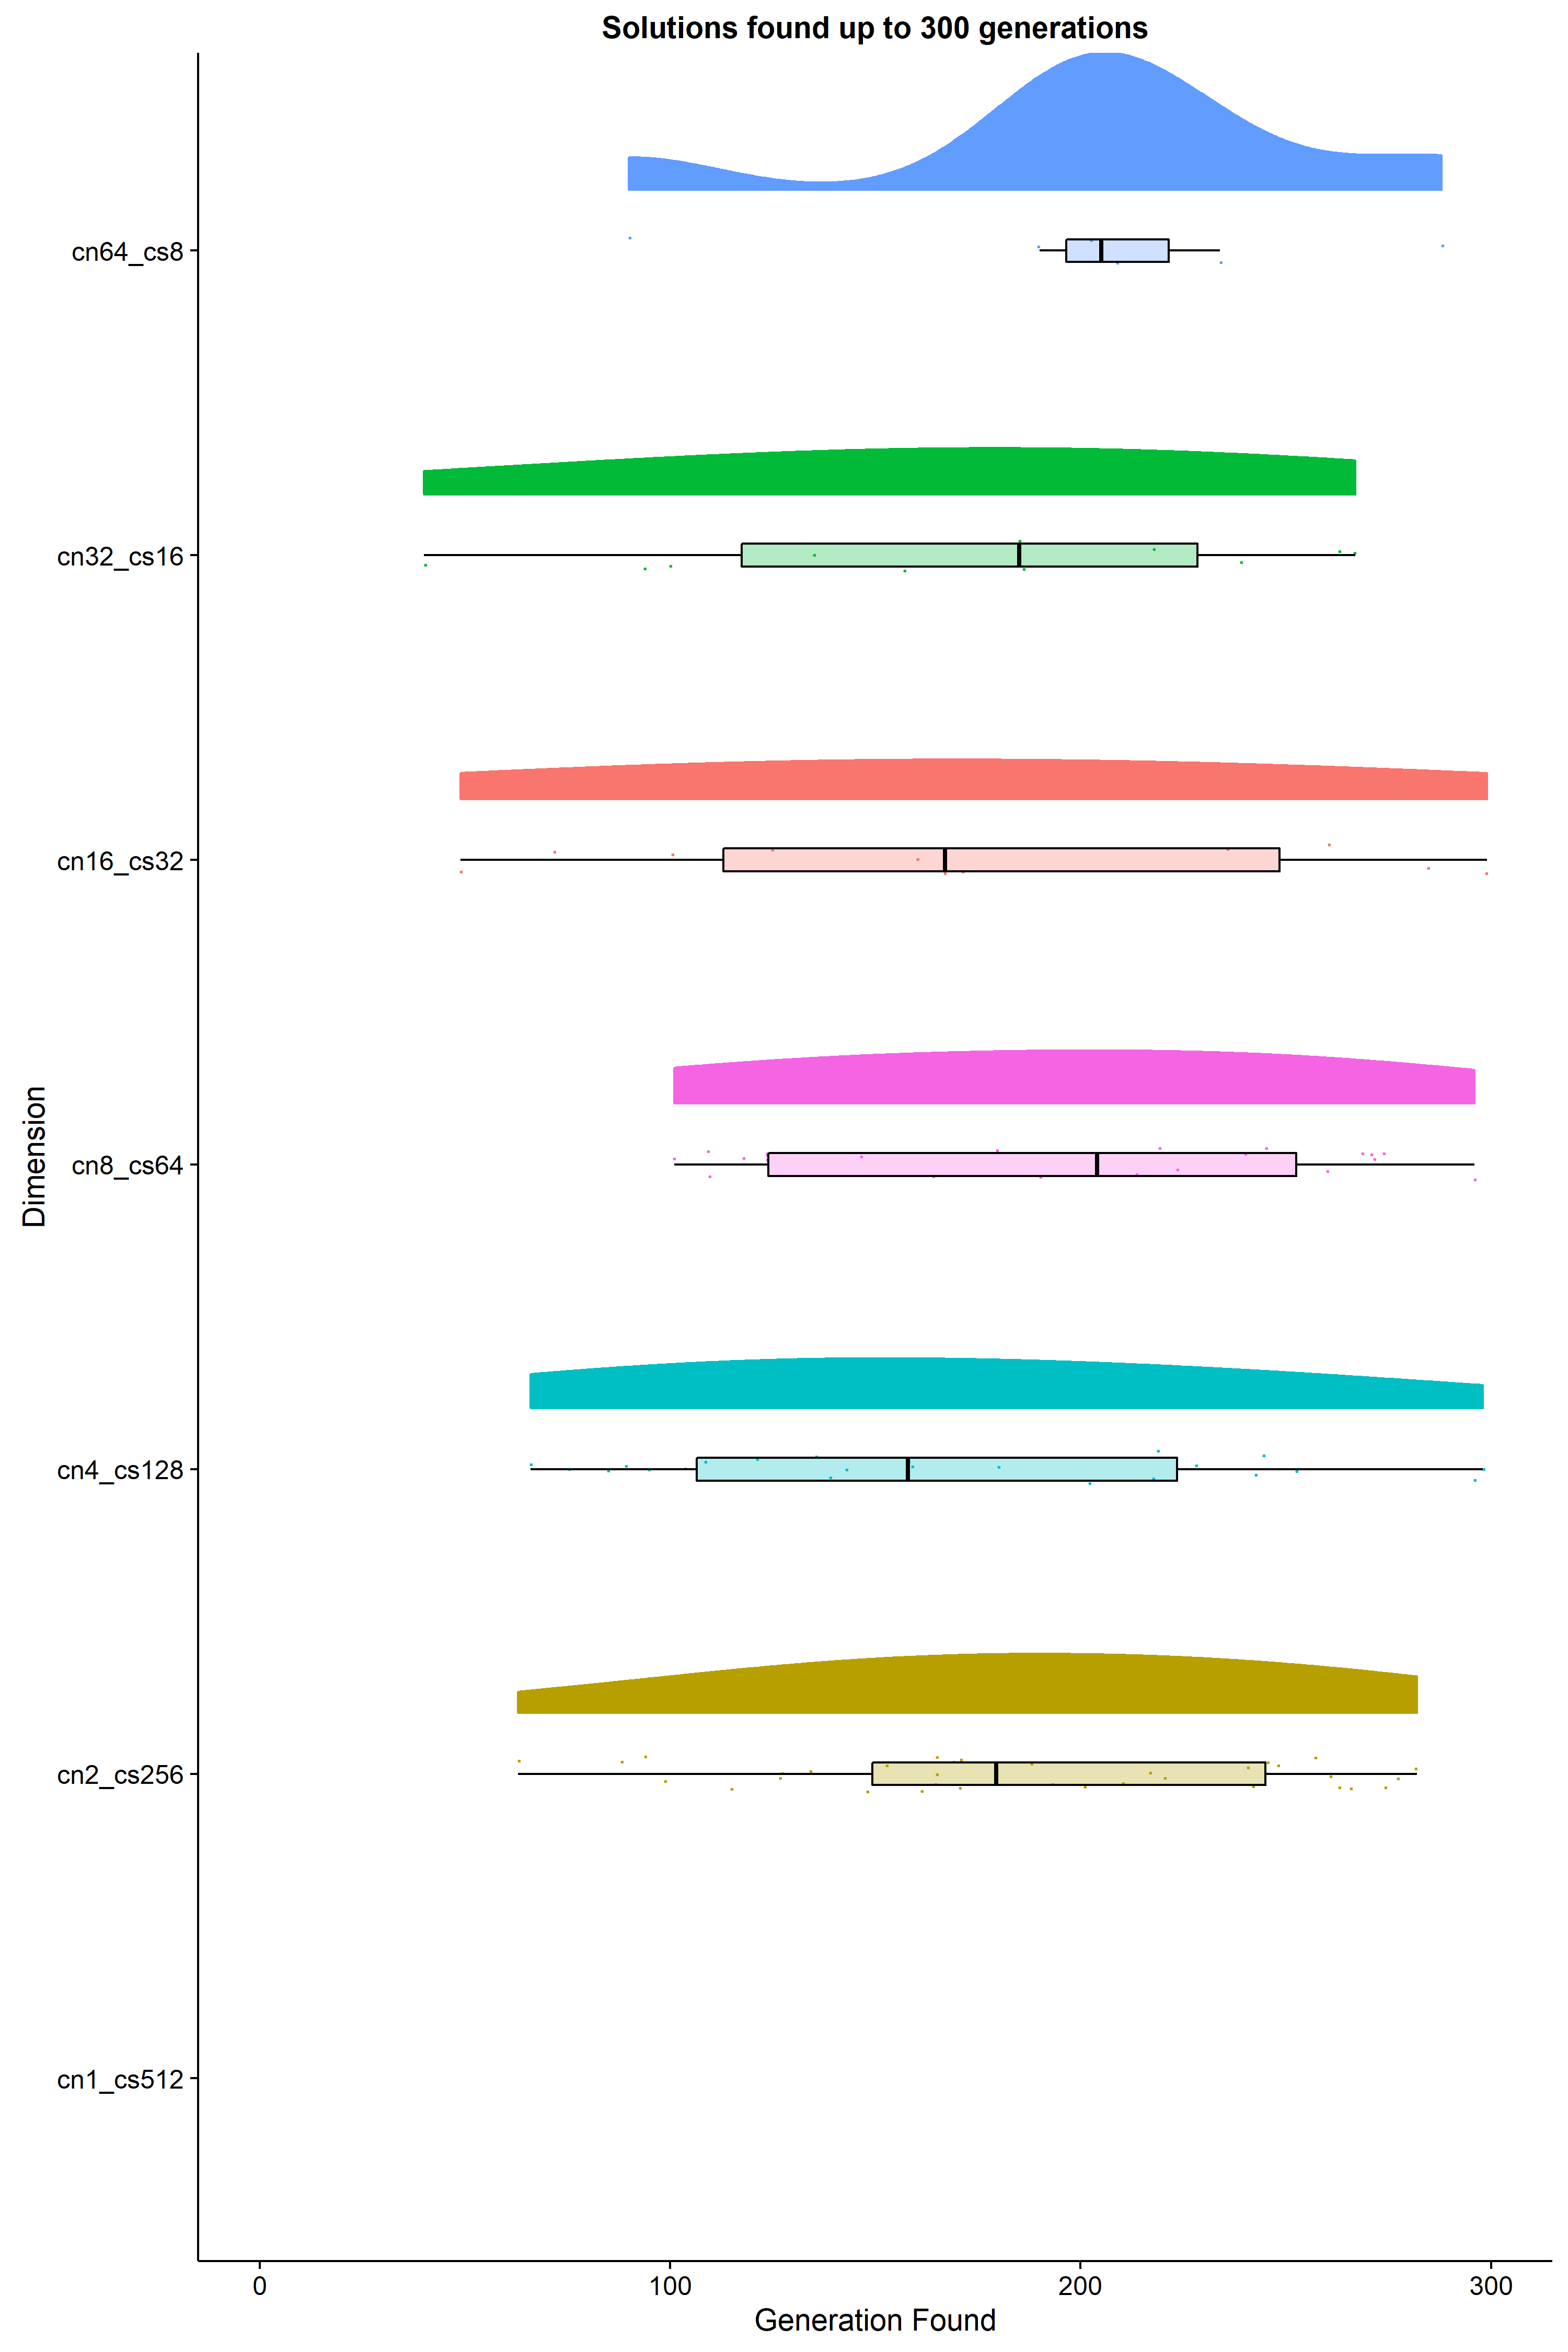 Solutions found up to 300 generations
cn64_cs8
cn32_cs16
cn16_cs32
cn8_cs64
cn4_cs128
cn2_cs256
cn1_cs512
Dimension
0 100 200 300
Generation Found